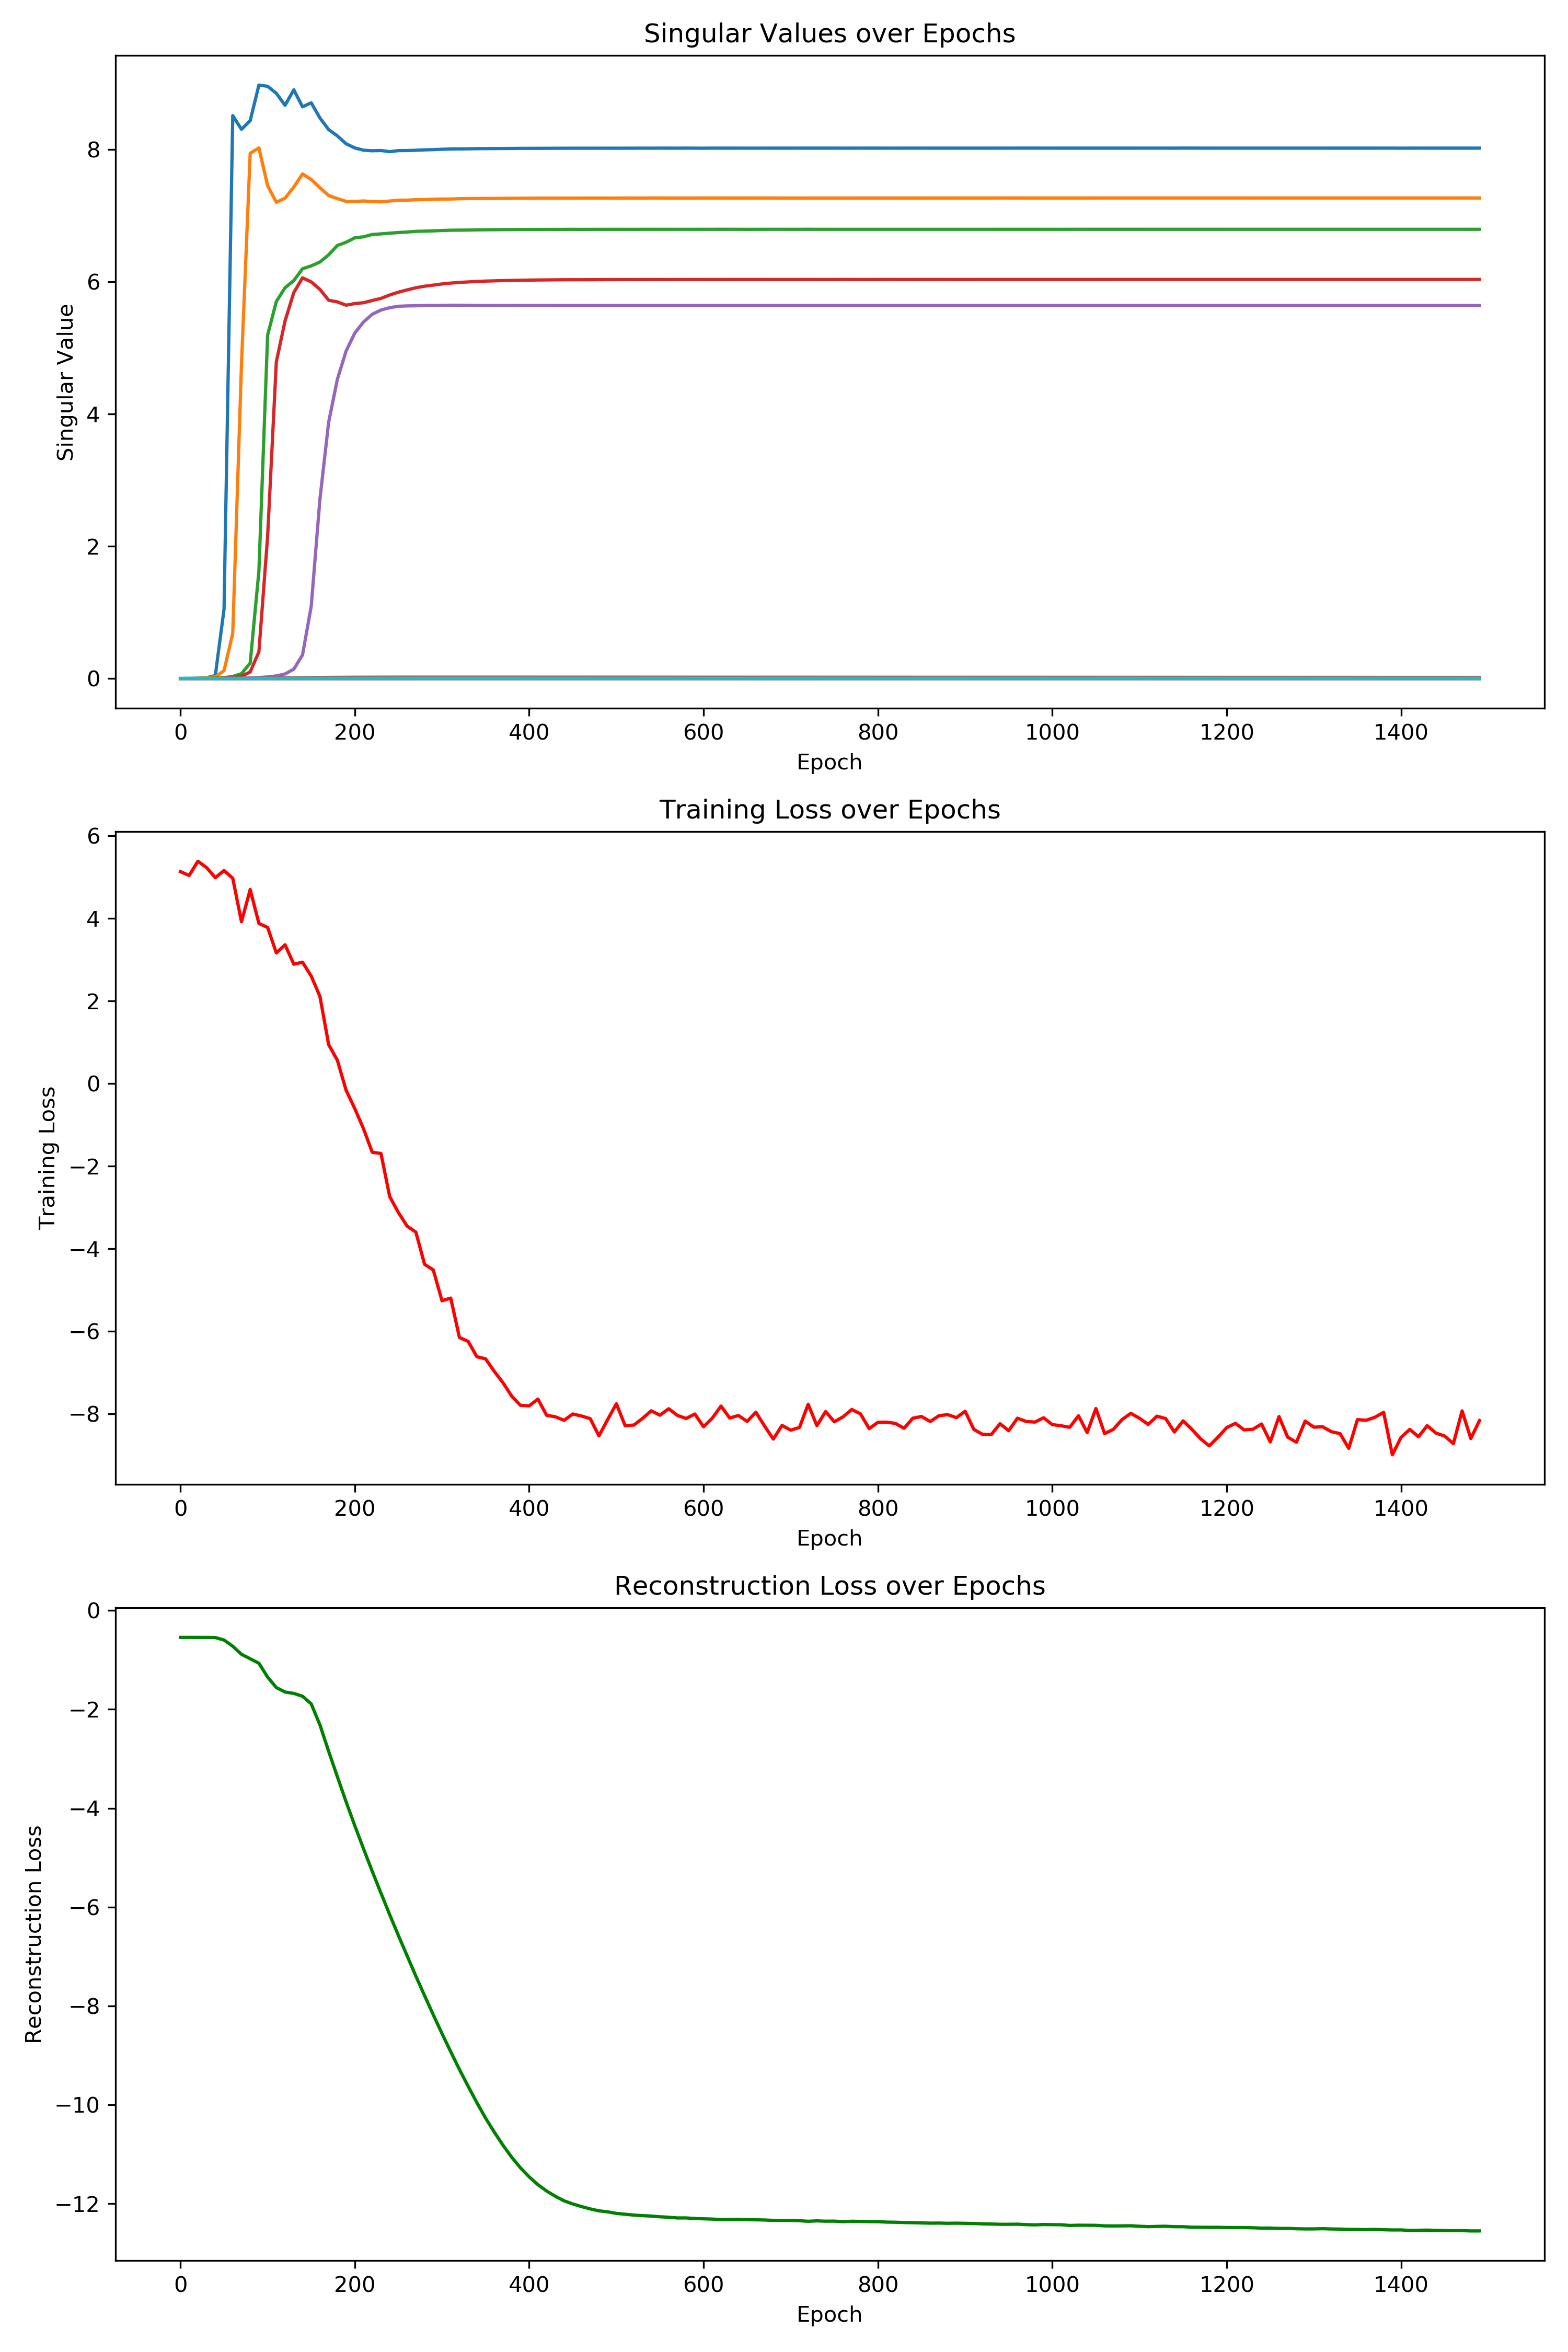 Singular Values over Epochs
Singular Value
8
6
4
2
0
0 200 400 600 800 1000 1200 1400
Epoch
Training Loss over Epochs
Training Loss
6
4
2
0
−2
−4
−6
−8
0 200 400 600 800 1000 1200 1400
Epoch
Reconstruction Loss over Epochs
Reconstruction Loss
0
−2
−4
−6
−8
−10
−12
0 200 400 600 800 1000 1200 1400
Epoch